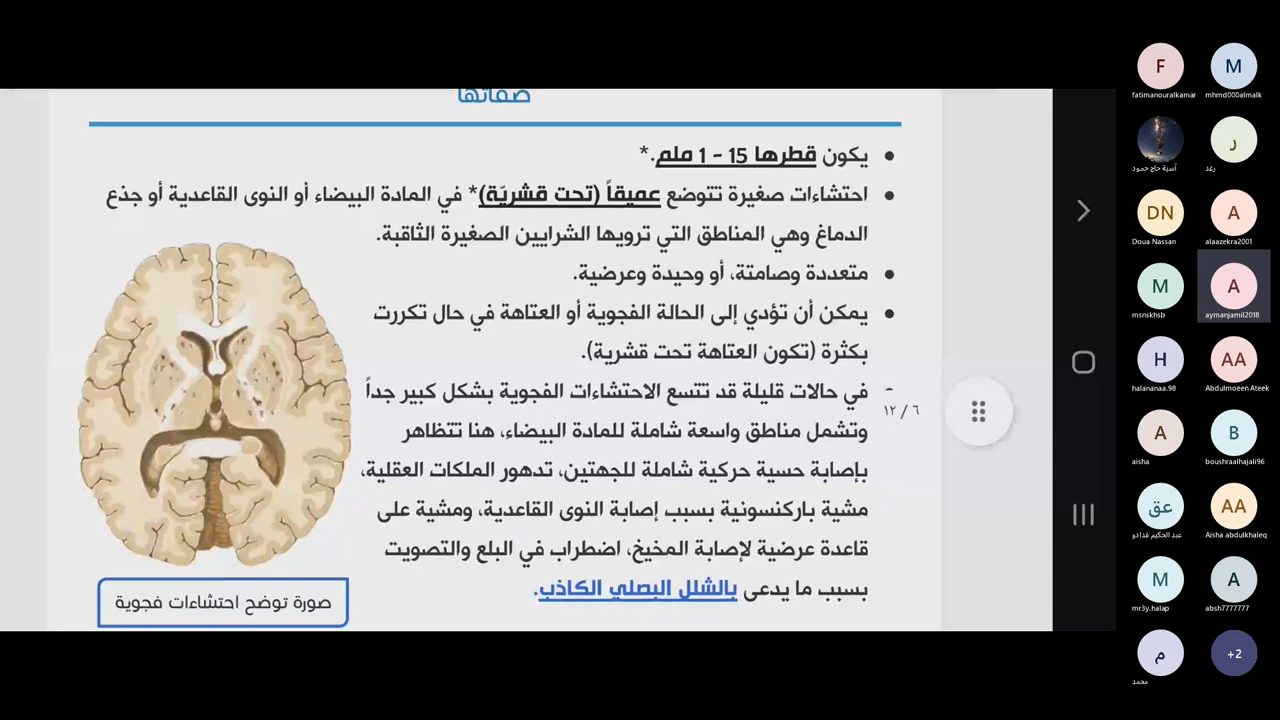 صفاتها
● يكون قطرها 15 - 1 ملم.*
● احتشاءات صغيرة تتوضع عميقاً (تحت قشريّة)* في المادة البيضاء أو النوى القاعدية أو جذع
الدماغ وهي المناطق التي ترويها الشرايين الصغيرة الثاقبة.
● متعددة وصامتة، أو وحيدة وعرضية.
● يمكن أن تؤدي إلى الحالة الفجوية أو العتاهة في حال تكررت
بكثرة (تكون العتاهة تحت قشرية).
في حالات قليلة قد تتسع الاحتشاءات الفجوية بشكل كبير جداً
وتشمل مناطق واسعة شاملة للمادة البيضاء، هنا تتظاهر
بإصابة حسية حركية شاملة للجهتين، تدهور الملكات العقلية،
مشية باركنسونية بسبب إصابة النوى القاعدية، ومشية على
قاعدة عرضية لإصابة المخيخ، اضطراب في البلع والتصويت
بسبب ما يدعى بالشلل البصلي الكاذب.
صورة توضح احتشاءات فجوية
٦ / ١٢
F
M
fatimanouralkamar
mhmd000almalk
ر
آسية حاج حمود
رغد
DN
A
Doua Nassan
alaazekra2001
M
A
msnskhsb
aymanjamil2018
H
AA
halananaa.98
Abdulmoeen Ateek
A
B
aisha
boushraalhajali96
عق
AA
عبد الحكيم قدادو
Aisha abdulkhaleq
M
A
mr3y.halap
absh7777777
م
+2
محمد